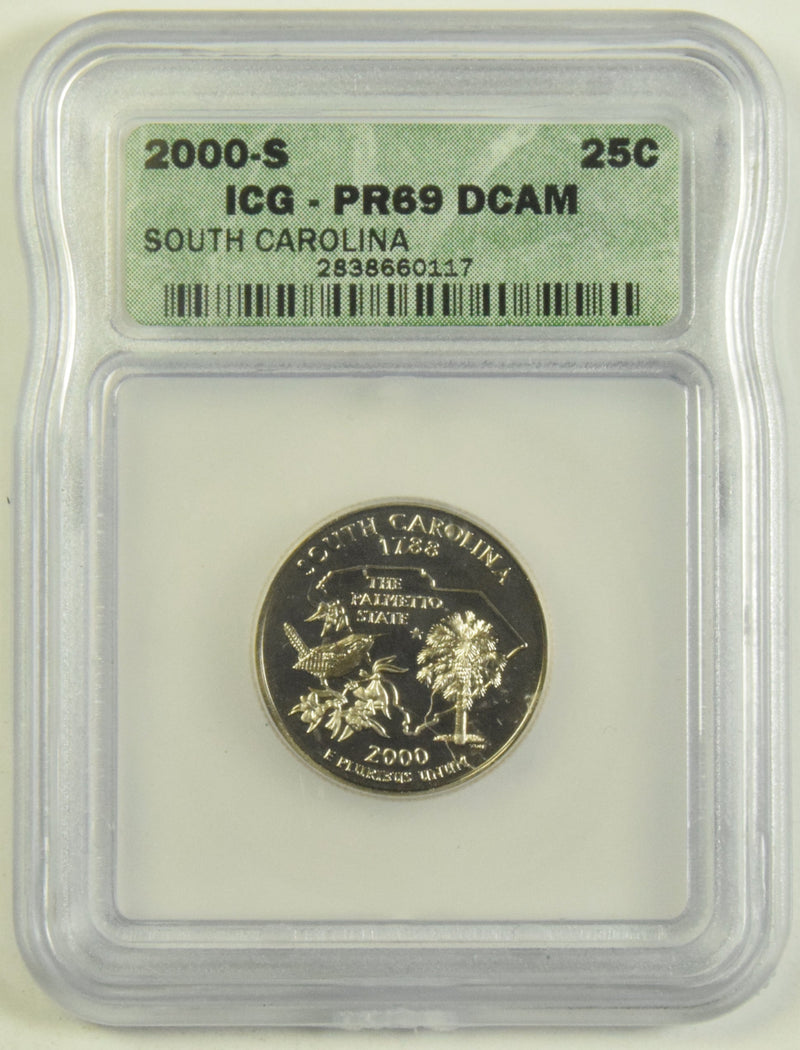 2000-S 25C
ICG - PR69 DCAM
SOUTH CAROLINA
2838660117
SOUTH CAROLINA
1788
THE
PALMETTO
STATE
2000
E PLURIBUS UNUM